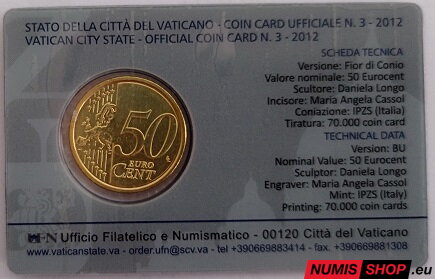 STATO DELLA CITTÀ DEL VATICANO - COIN CARD UFFICIALE N. 3 - 2012
VATICAN CITY STATE - OFFICIAL COIN CARD N. 3 - 2012
SCHEDA TECNICA
Versione: Fior di Conio
Valore nominale: 50 Eurocent
Scultore: Daniela Longo
Incisore: Maria Angela Cassol
Coniazione: IPZS (Italia)
Tiratura: 70.000 coin cards
TECHNICAL DATA
Version: BU
Nominal Value: 50 Eurocent
Sculptor: Daniela Longo
Engraver: Maria Angela Cassol
Mint: IPZS (Italy)
Printing: 70.000 coin cards
50
EURO
CENT
Ufficio Filatelico e Numismatico - 00120 Città del Vaticano
www.vaticanstate.va - order.ufn@scv.va - tel +390669883414 - fax +390669881308
NUMIS SHOP.eu